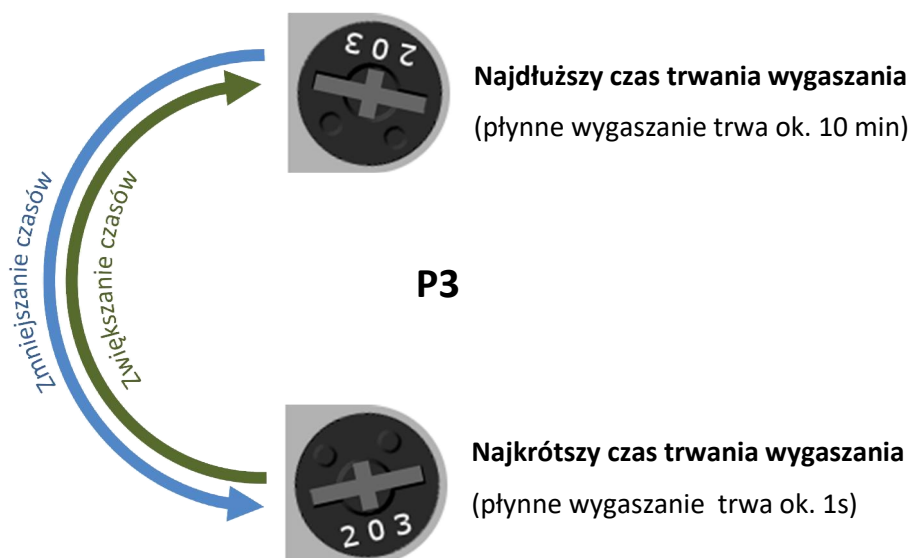 203
Najdłuższy czas trwania wygaszania
(płynne wygaszanie trwa ok. 10 min)
Zmniejszanie czasów
Zwiększanie czasów
P3
Najkrótszy czas trwania wygaszania
(płynne wygaszanie  trwa ok. 1s)
203